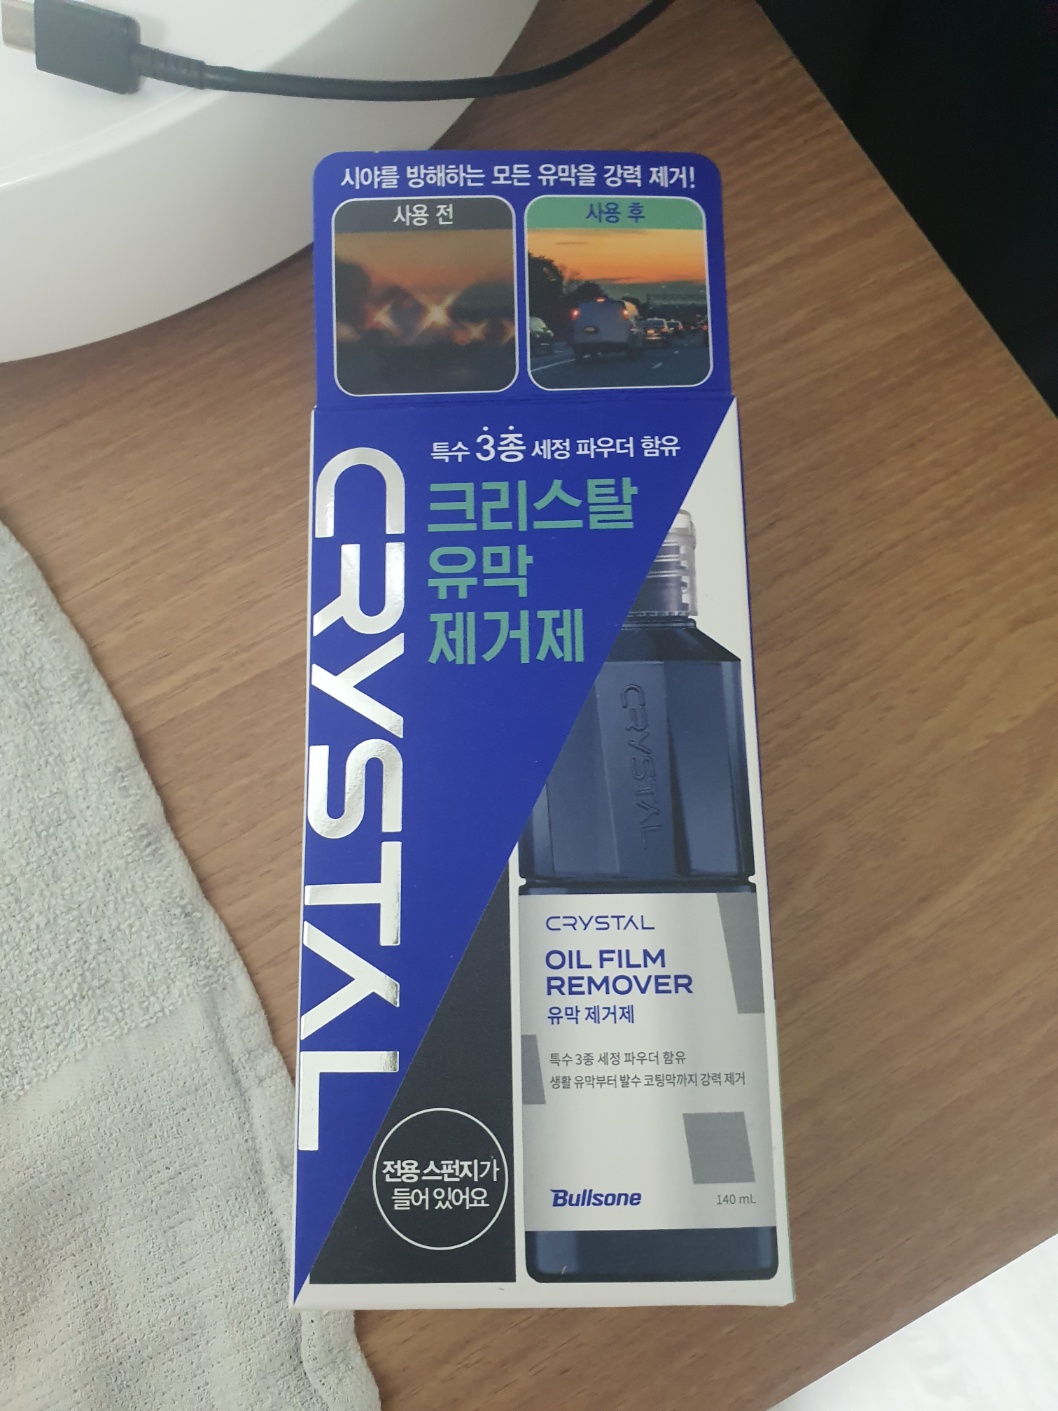 시야를 방해하는 모든 유막을 강력 제거!
사용 전
사용 후
특수 3종 세정 파우더 함유
크리스탈
유막
제거제
CRYSTAL
CRYSTAL
CRYSTAL
OIL FILM
REMOVER
유막 제거제
특수 3종 세정 파우더 함유
생활 유막부터 발수 코팅막까지 강력 제거
전용 스펀지가
들어 있어요
Bullsone
140 mL